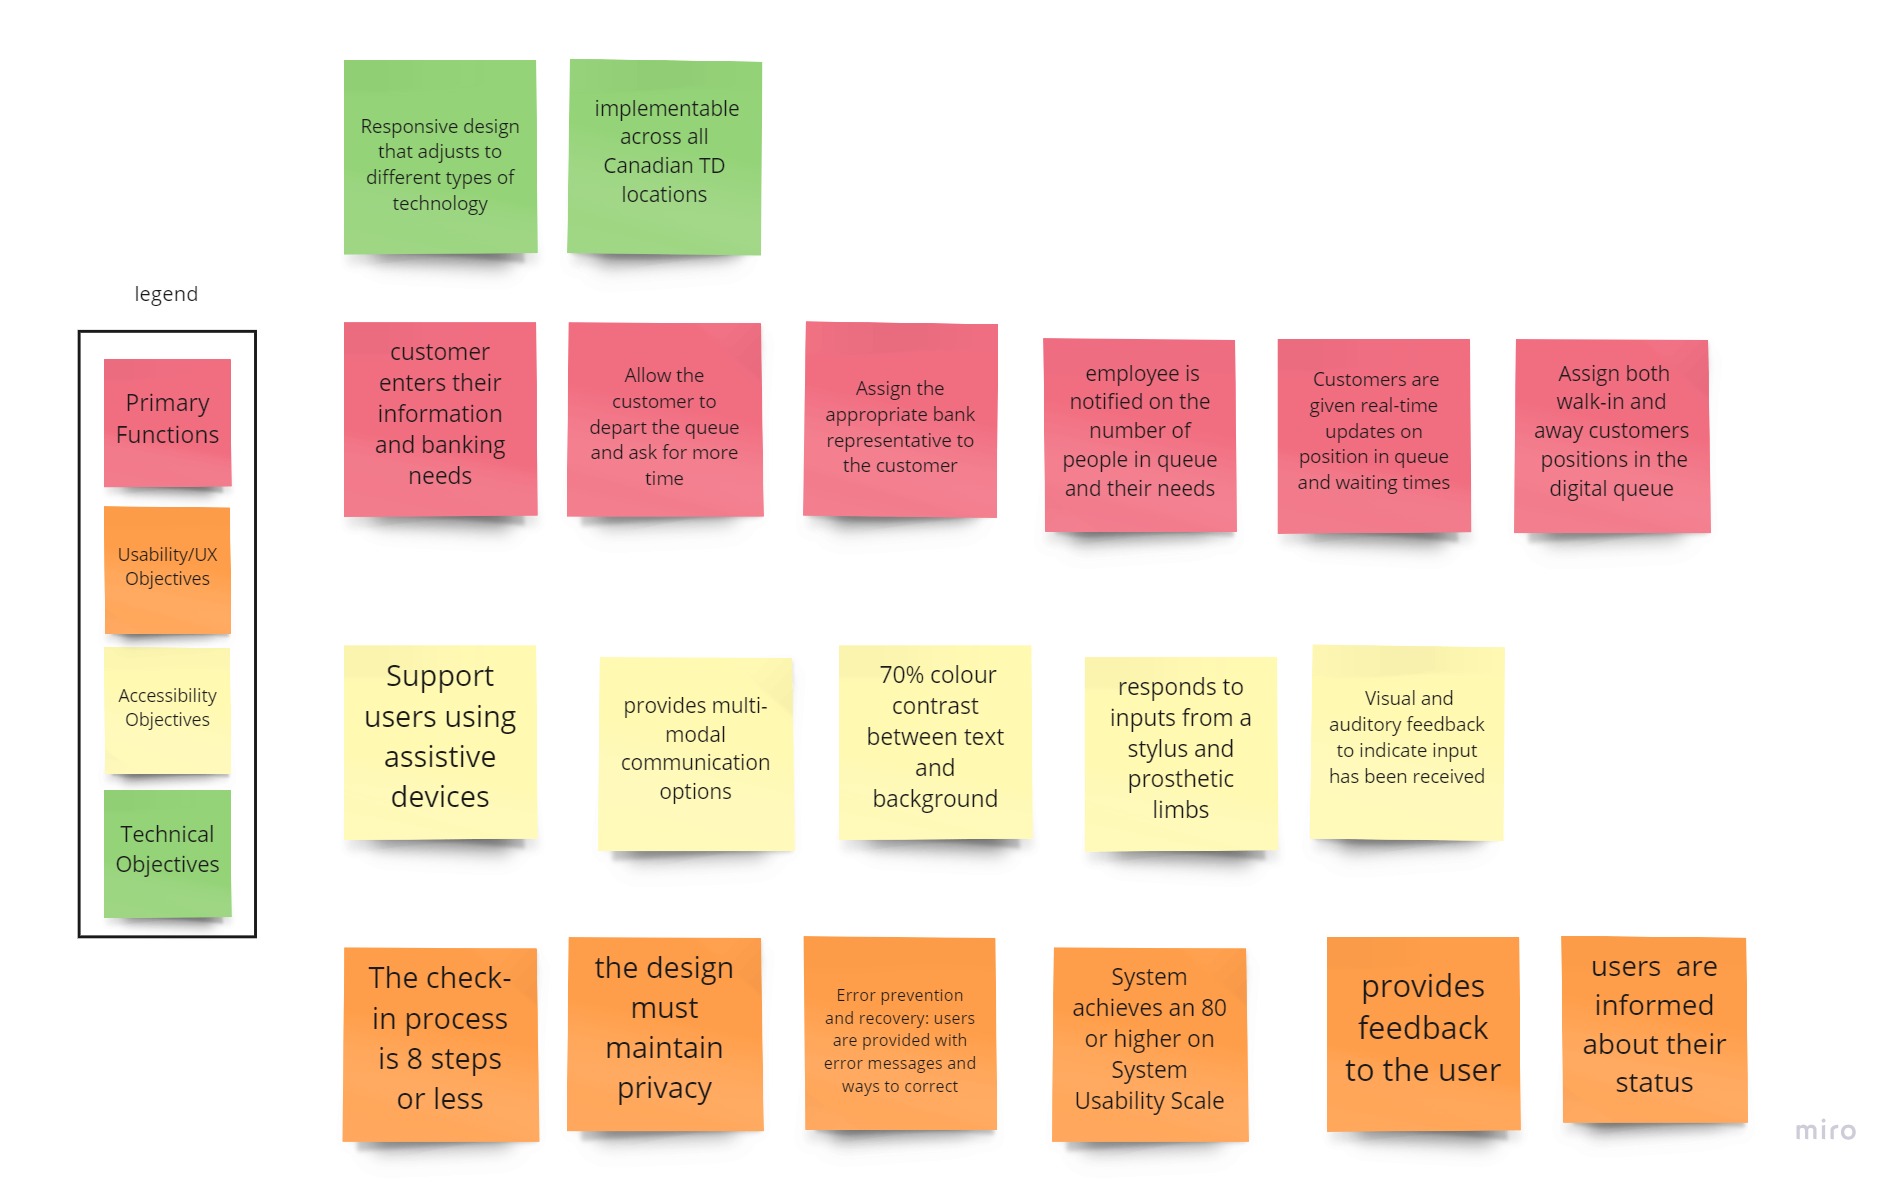 Responsive design
that adjusts to
different types of
technology
implementable
across all
Canadian TD
locations
legend
Primary
Functions
Usability/UX
Objectives
Accessibility
Objectives
Technical
Objectives
customer
enters their
information
and banking
needs
Allow the
customer to
depart the queue
and ask for more
time
Assign the
appropriate bank
representative to
the customer
employee is
notified on the
number of
people in queue
and their needs
Customers are
given real-time
updates on
position in queue
and waiting times
Assign both
walk-in and
away customers
positions in the
digital queue
Support
users using
assistive
devices
provides multi-
modal
communication
options
70% colour
contrast
between text
and
background
responds to
inputs from a
stylus and
prosthetic
limbs
Visual and
auditory feedback
to indicate input
has been received
The check-
in process
is 8 steps
or less
the design
must
maintain
privacy
Error prevention
and recovery: users
are provided with
error messages and
ways to correct
System
achieves an 80
or higher on
System
Usability Scale
provides
feedback
to the user
users  are
informed
about their
status
miro